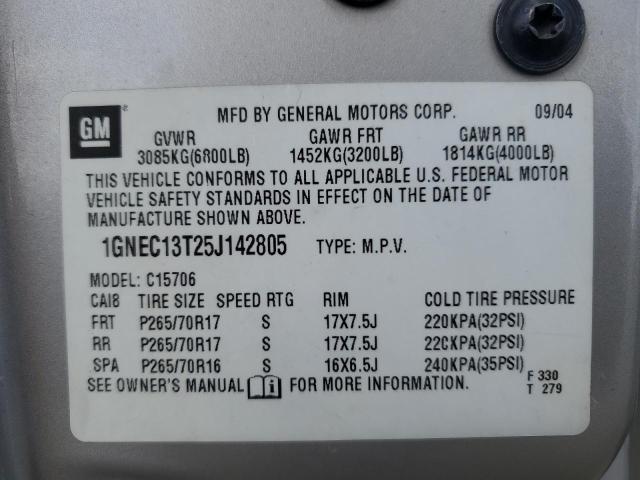 GM
MFD BY GENERAL MOTORS CORP. 09/04
GVWR GAWR FRT GAWR RR
3085KG(6800LB) 1452KG(3200LB) 1814KG(4000LB)
THIS VEHICLE CONFORMS TO ALL APPLICABLE U.S. FEDERAL MOTOR
VEHICLE SAFETY STANDARDS IN EFFECT ON THE DATE OF
MANUFACTURE SHOWN ABOVE.
1GNEC13T25J142805 TYPE: M.P.V.
MODEL: C15706
CAI8 TIRE SIZE SPEED RTG RIM COLD TIRE PRESSURE
FRT P265/70R17 S 17X7.5J 220KPA(32PSI)
RR P265/70R17 S 17X7.5J 22CKPA(32PSI)
SPA P265/70R16 S 16X6.5J 240KPA(35PSI)
SEE OWNER'S MANUAL FOR MORE INFORMATION.
F 330
T 279